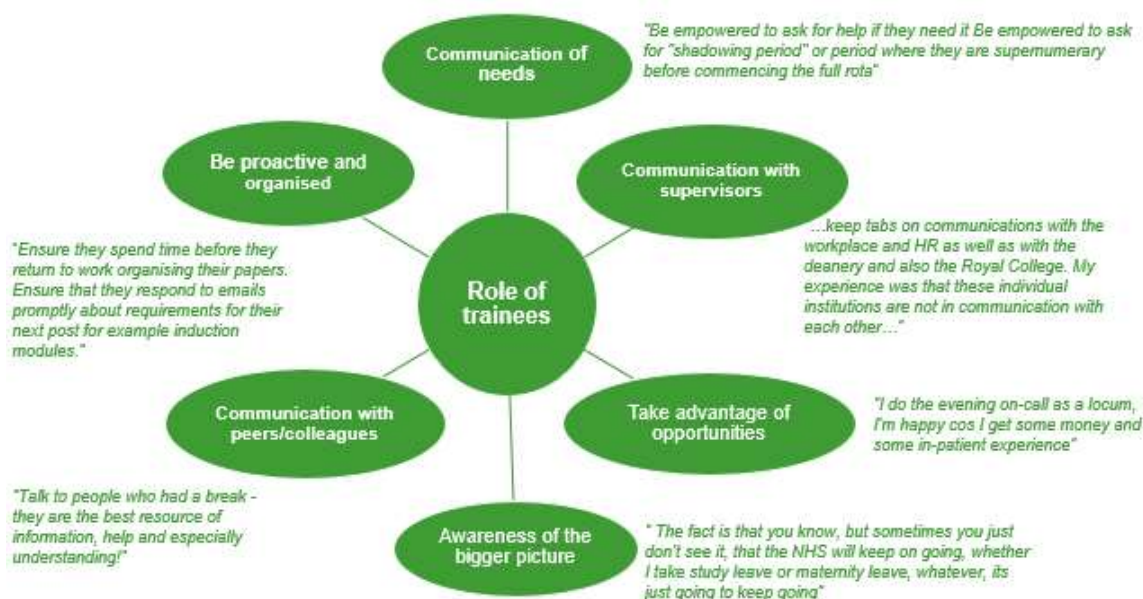 Communication of
needs
"Be empowered to ask for help if they need it Be empowered to ask
for "shadowing period" or period where they are supernumerary
before commencing the full rota"
Be proactive and
organised
Communication with
supervisors
"Ensure they spend time before they
return to work organising their papers.
Ensure that they respond to emails
promptly about requirements for their
next post for example induction
modules."
…keep tabs on communications with the
workplace and HR as well as with the
deanery and also the Royal College. My
experience was that these individual
institutions are not in communication with
each other…"
Role of
trainees
Communication with
peers/colleagues
Take advantage of
opportunities
"I do the evening on-call as a locum,
I'm happy cos I get some money and
some in-patient experience"
"Talk to people who had a break -
they are the best resource of
information, help and especially
understanding!"
Awareness of the
bigger picture
" The fact is that you know, but sometimes you just
don't see it, that the NHS will keep on going, whether
I take study leave or maternity leave, whatever, its
just going to keep going"